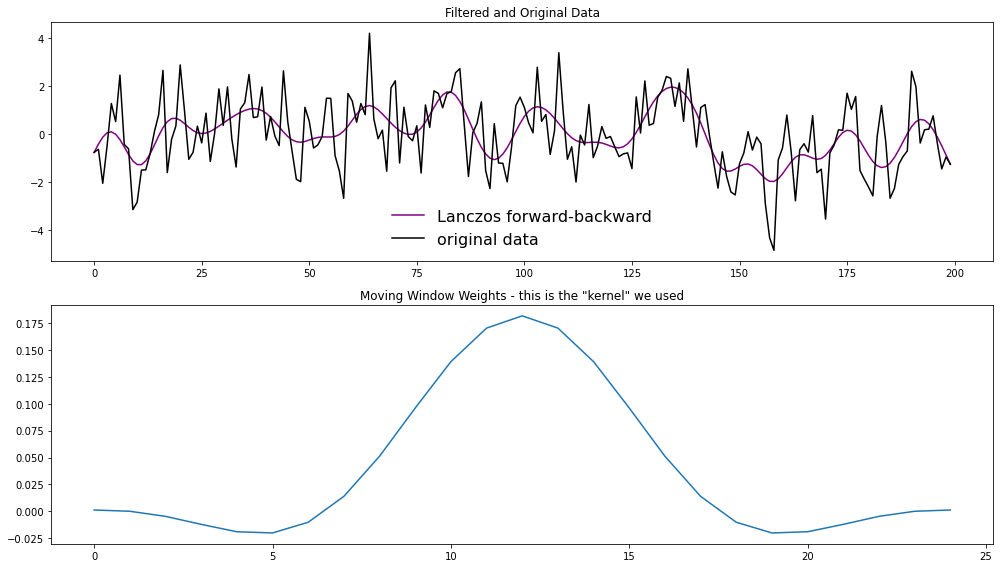 Filtered and Original Data
4
2
0
−2
−4
Lanczos forward-backward
original data
0 25 50 75 100 125 150 175 200
Moving Window Weights - this is the "kernel" we used
0.175
0.150
0.125
0.100
0.075
0.050
0.025
0.000
−0.025
0 5 10 15 20 25